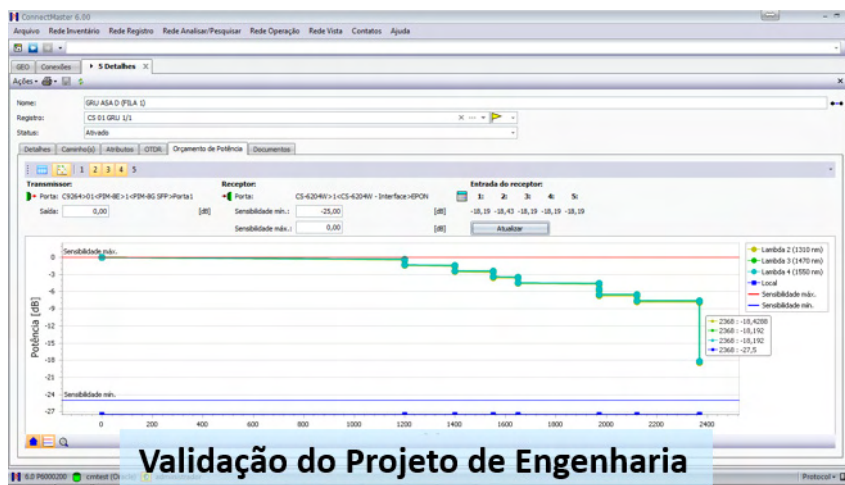 ConnectMaster 6.00
Arquivo Rede Inventário Rede Registro Rede Analisar/Pesquisar Rede Operação Rede Vista Contatos Ajuda
GEO Conexões 5 Detalhes X
Ações
Nome: GRU ASA D (FILA 1)
Registro: CS 01 GRU 1/1
Status: Ativado
Detalhes Caminho(s) Atributos OTDR Orçamento de Potência Documentos
1 2 3 4 5
Transmissor: Receptor: Entrada do receptor:
Porta: C9264>01<PIM-8E>1<PIM-8G SFP>Porta1 Porta: CS-6204W>1<CS-6204W - Interface>EPON 1: 2: 3: 4: 5:
Saída: 0,00 [dB] Sensibilidade mín.: -25,00 [dB] -18,19 -18,43 -18,19 -18,19 -18,19
Sensibilidade máx.: 0,00 [dB] Atualizar
Potência [dB]
0
-3
-6
-9
-12
-15
-18
-21
-24
-27
Sensibilidade máx.
Sensibilidade mín.
Lambda 2 (1310 nm)
Lambda 3 (1470 nm)
Lambda 4 (1550 nm)
Local
Sensibilidade máx.
Sensibilidade mín.
2368 : -18,4288
2368 : -18,192
2368 : -18,192
2368 : -27,5
0 200 400 600 800 1000 1200 1400 1600 1800 2000 2200 2400
Validação do Projeto de Engenharia
6.0 P6000200 cmtest Protocol